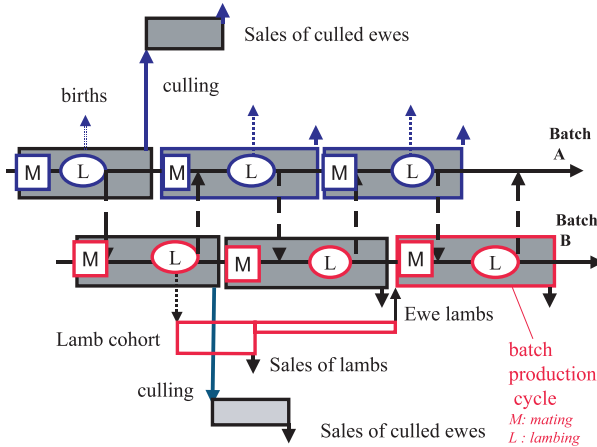 Sales of culled ewes
culling
births
Batch
A
M
L
M
L
M
L
Batch
B
M
L
M
L
M
L
Ewe lambs
Lamb cohort
Sales of lambs
batch
production
cycle
M: mating
L : lambing
culling
Sales of culled ewes